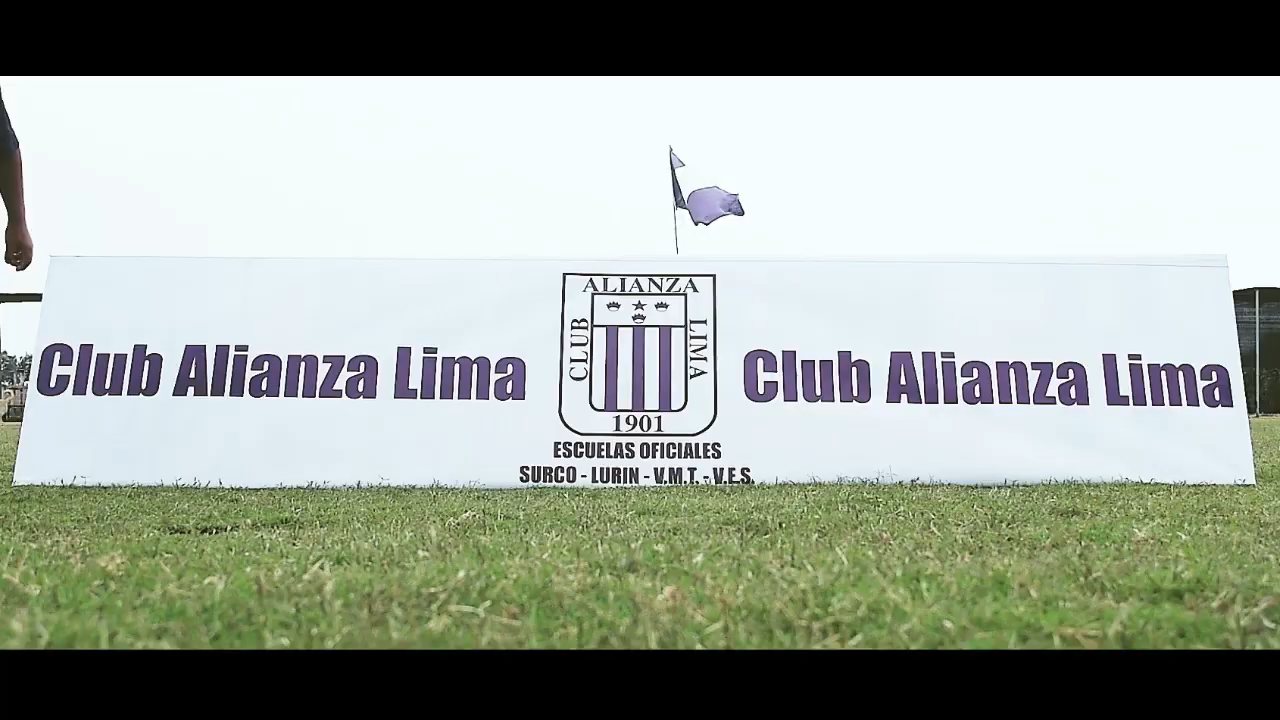 Club Alianza Lima
ALIANZA
CLUB
LIMA
1901
Club Alianza Lima
ESCUELAS OFICIALES
SURCO - LURIN - V.M.T. - V.E.S.